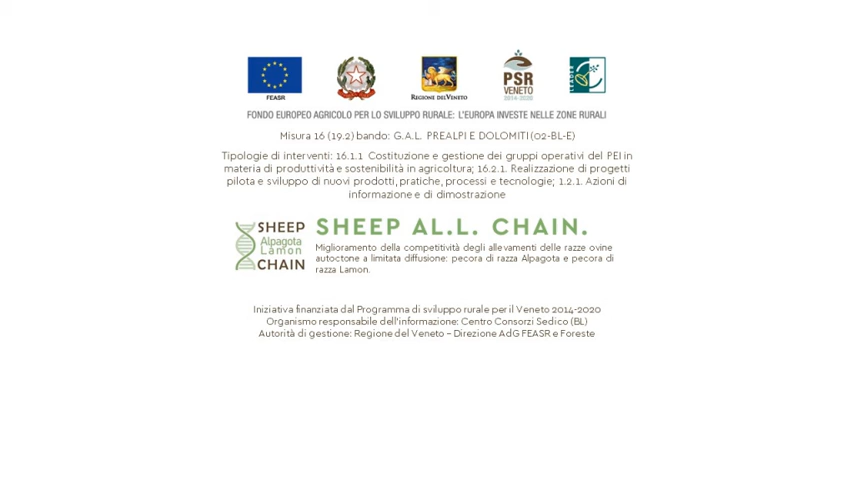 FEASR
REGIONE DEL VENETO
PSR
VENETO
2014-2020
LEADER
FONDO EUROPEO AGRICOLO PER LO SVILUPPO RURALE: L'EUROPA INVESTE NELLE ZONE RURALI
Misura 16 (19.2) bando: G.A.L. PREALPI E DOLOMITI (02-BL-E)
Tipologie di interventi: 16.1.1 Costituzione e gestione dei gruppi operativi del PEI in
materia di produttività e sostenibilità in agricoltura; 16.2.1. Realizzazione di progetti
pilota e sviluppo di nuovi prodotti, pratiche, processi e tecnologie; 1.2.1. Azioni di
informazione e di dimostrazione
SHEEP
Alpagota
Lamon
CHAIN
SHEEP AL.L. CHAIN.
Miglioramento della competitività degli allevamenti delle razze ovine
autoctone a limitata diffusione: pecora di razza Alpagota e pecora di
razza Lamon.
Iniziativa finanziata dal Programma di sviluppo rurale per il Veneto 2014-2020
Organismo responsabile dell'informazione: Centro Consorzi Sedico (BL)
Autorità di gestione: Regione del Veneto – Direzione AdG FEASR e Foreste